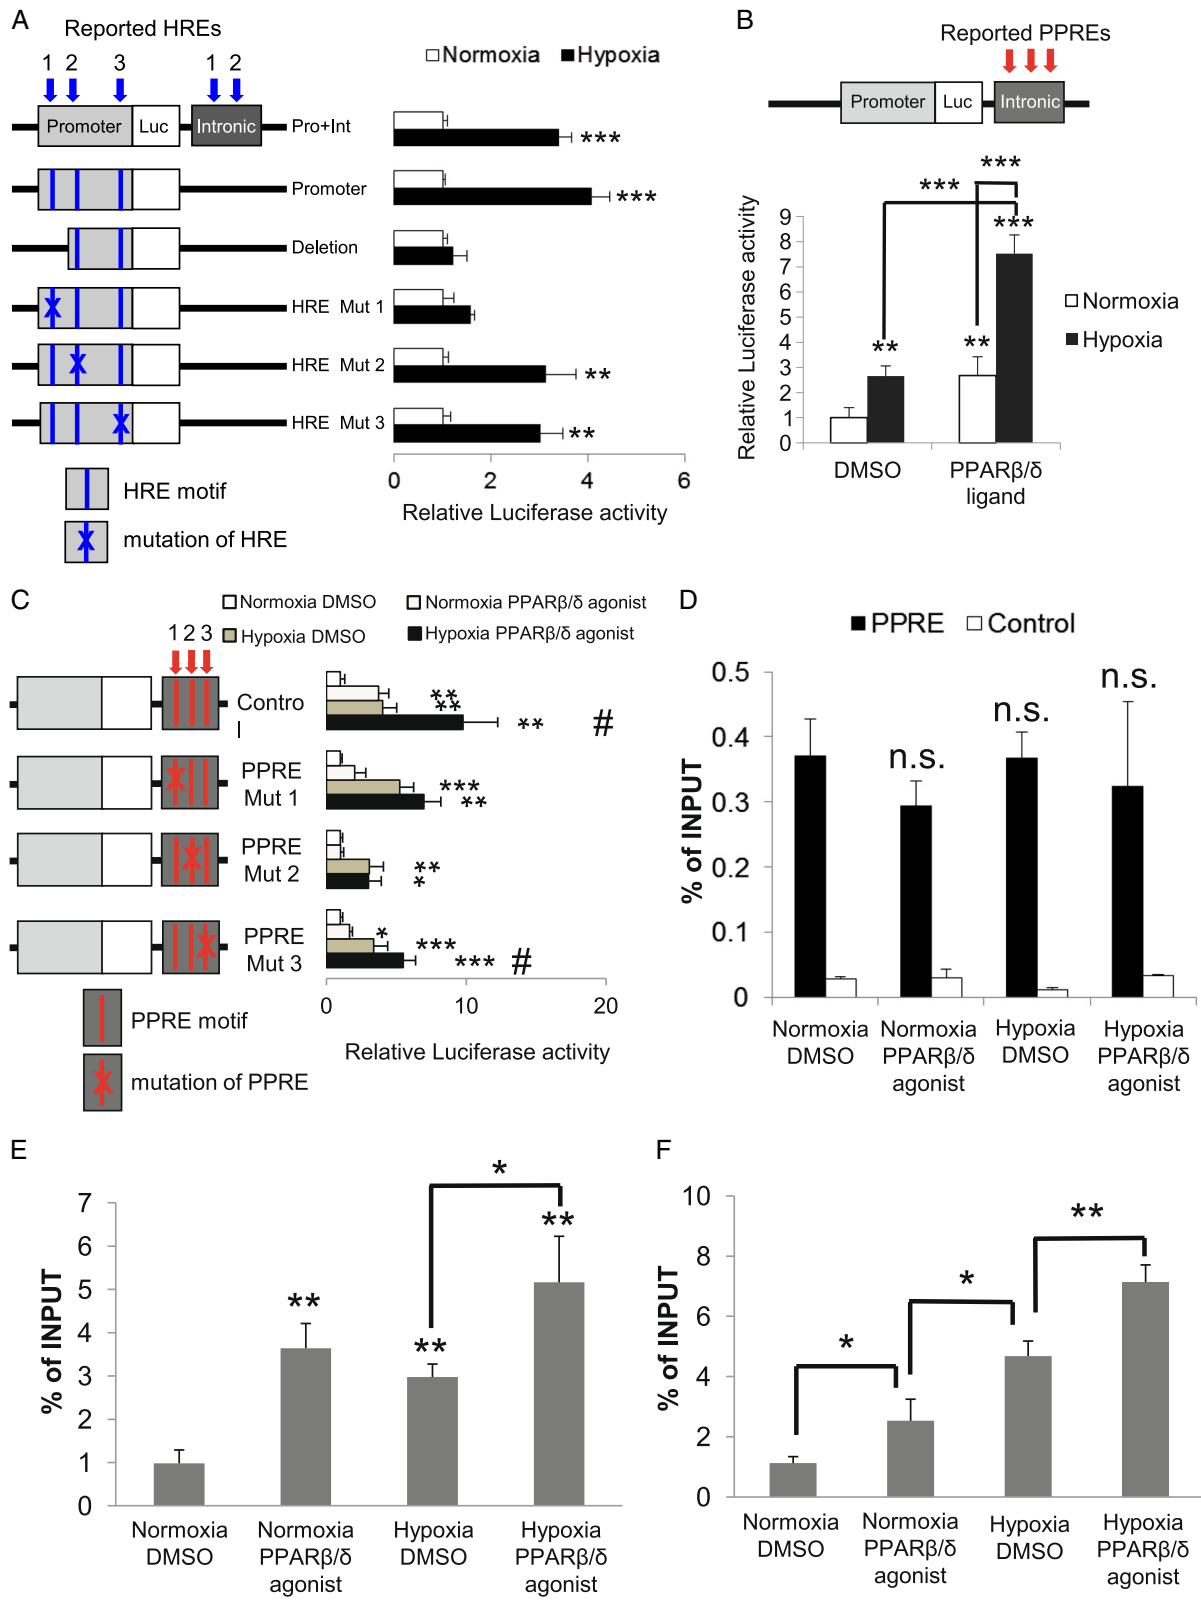 A
Reported HREs
1 2 3 1 2
Normoxia Hypoxia
Promoter Luc Intronic Pro+Int
***
Promoter
***
Deletion
HRE Mut 1
HRE Mut 2
**
HRE Mut 3
**
0 2 4 6
Relative Luciferase activity
HRE motif
X mutation of HRE
B
Reported PPREs
Promoter Luc Intronic
***
***
***
**
**
Relative Luciferase activity
9
8
7
6
5
4
3
2
1
0
Normoxia
Hypoxia
DMSO
PPARβ/δ
ligand
C
Normoxia DMSO
Normoxia PPARβ/δ agonist
Hypoxia DMSO
Hypoxia PPARβ/δ agonist
1 2 3
Contro
l
**
**
** #
PPRE
Mut 1
***
**
PPRE
Mut 2
**
*
PPRE
Mut 3
*
***
*** #
0 10 20
Relative Luciferase activity
PPRE motif
mutation of PPRE
D
PPRE Control
% of INPUT
0.5
0.4
0.3
0.2
0.1
0
n.s.
n.s.
n.s.
Normoxia
DMSO
Normoxia
PPARβ/δ
agonist
Hypoxia
DMSO
Hypoxia
PPARβ/δ
agonist
E
% of INPUT
7
6
5
4
3
2
1
0
**
**
**
*
Normoxia
DMSO
Normoxia
PPARβ/δ
agonist
Hypoxia
DMSO
Hypoxia
PPARβ/δ
agonist
F
% of INPUT
10
8
6
4
2
0
*
*
**
Normoxia
DMSO
Normoxia
PPARβ/δ
agonist
Hypoxia
DMSO
Hypoxia
PPARβ/δ
agonist